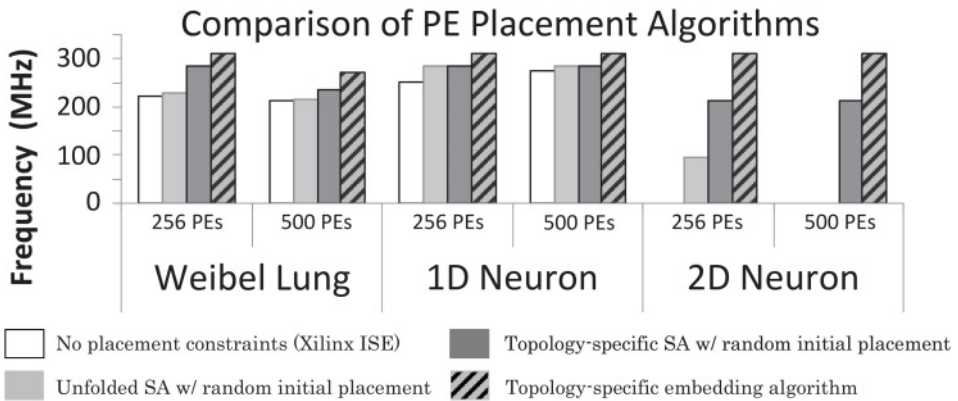 Comparison of PE Placement Algorithms
Frequency (MHz)
300
200
100
0
256 PEs 500 PEs 256 PEs 500 PEs 256 PEs 500 PEs
Weibel Lung 1D Neuron 2D Neuron
No placement constraints (Xilinx ISE) Topology-specific SA w/ random initial placement
Unfolded SA w/ random initial placement Topology-specific embedding algorithm